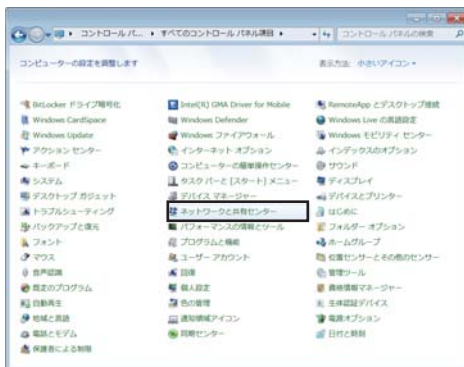 コントロール パ... ▸ すべてのコントロール パネル項目 ▸
コントロール パネルの検索
コンピューターの設定を調整します
表示方法: 小さいアイコン
BitLocker ドライブ暗号化
Intel(R) GMA Driver for Mobile
RemoteApp とデスクトップ接続
Windows CardSpace
Windows Defender
Windows Live の言語設定
Windows Update
Windows ファイアウォール
Windows モビリティ センター
アクション センター
インターネット オプション
インデックスのオプション
キーボード
コンピューターの簡単操作センター
サウンド
システム
タスク バーと [スタート] メニュー
ディスプレイ
デスクトップ ガジェット
デバイス マネージャー
デバイスとプリンター
トラブルシューティング
ネットワークと共有センター
はじめに
バックアップと復元
パフォーマンスの情報とツール
フォルダー オプション
フォント
プログラムと機能
ホームグループ
マウス
ユーザー アカウント
位置センサーとその他のセンサー
音声認識
回復
管理ツール
既定のプログラム
個人設定
資格情報マネージャー
自動再生
色の管理
生体認証デバイス
地域と言語
通知領域アイコン
電源オプション
電話とモデム
同期センター
日付と時刻
保護者による制限